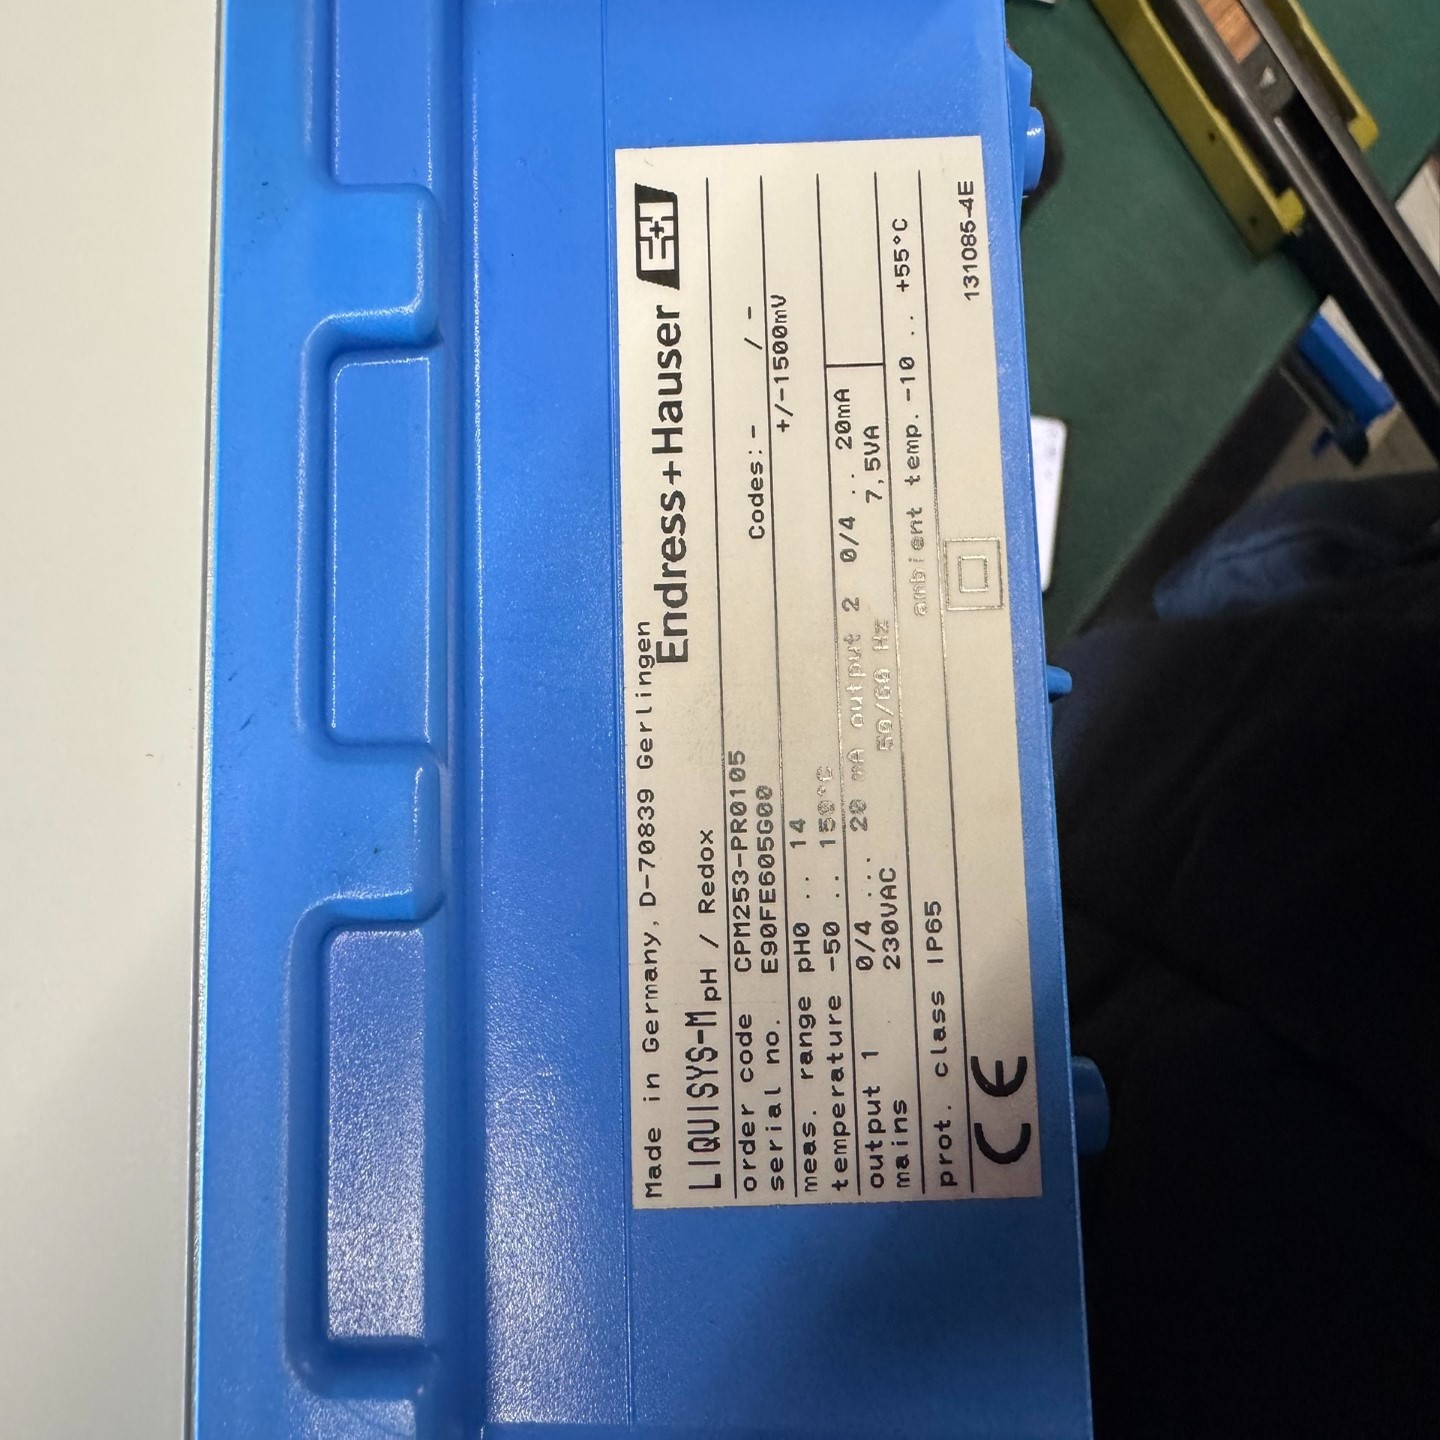 Made in Germany, D-70839 Gerlingen
Endress+Hauser E+H
LIQUISYS-M pH / Redox
order code CPM253-PR0105
serial no. E90FE605G00 Codes:- / -
meas. range pH0 .. 14 +/-1500mV
temperature -50 .. 150°C
output 1 0/4 ... 20 mA output 2 0/4 .. 20mA
mains 230VAC 50/60 Hz 7,5VA
prot. class IP65 ambient temp. -10 .. +55°C
CE 131085-4E